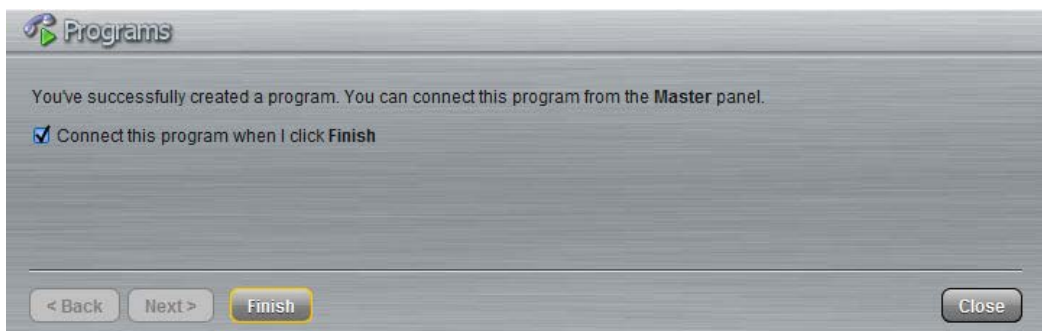 Programs
You've successfully created a program. You can connect this program from the Master panel.
Connect this program when I click Finish
< Back Next > Finish Close